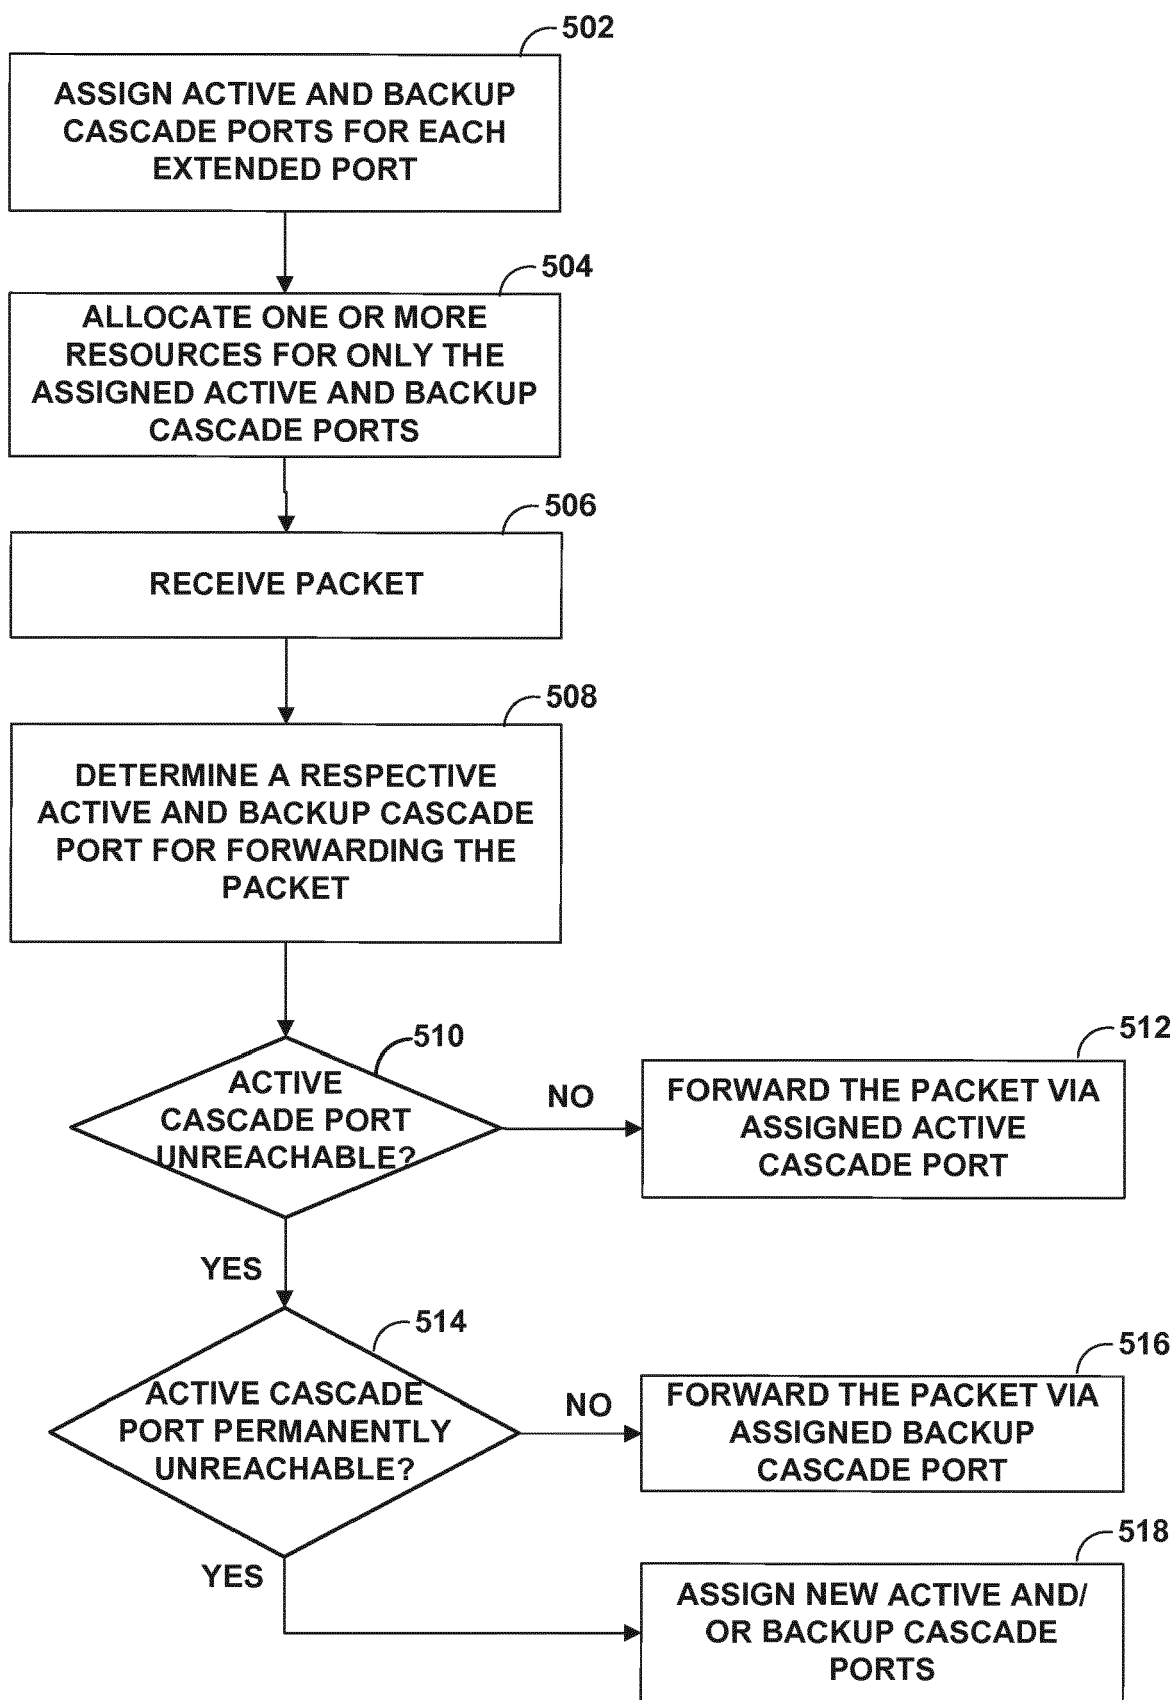 502
ASSIGN ACTIVE AND BACKUP
CASCADE PORTS FOR EACH
EXTENDED PORT
504
ALLOCATE ONE OR MORE
RESOURCES FOR ONLY THE
ASSIGNED ACTIVE AND BACKUP
CASCADE PORTS
506
RECEIVE PACKET
508
DETERMINE A RESPECTIVE
ACTIVE AND BACKUP CASCADE
PORT FOR FORWARDING THE
PACKET
510
ACTIVE
CASCADE PORT
UNREACHABLE?
NO
512
FORWARD THE PACKET VIA
ASSIGNED ACTIVE
CASCADE PORT
YES
514
ACTIVE CASCADE
PORT PERMANENTLY
UNREACHABLE?
NO
516
FORWARD THE PACKET VIA
ASSIGNED BACKUP
CASCADE PORT
YES
518
ASSIGN NEW ACTIVE AND/
OR BACKUP CASCADE
PORTS